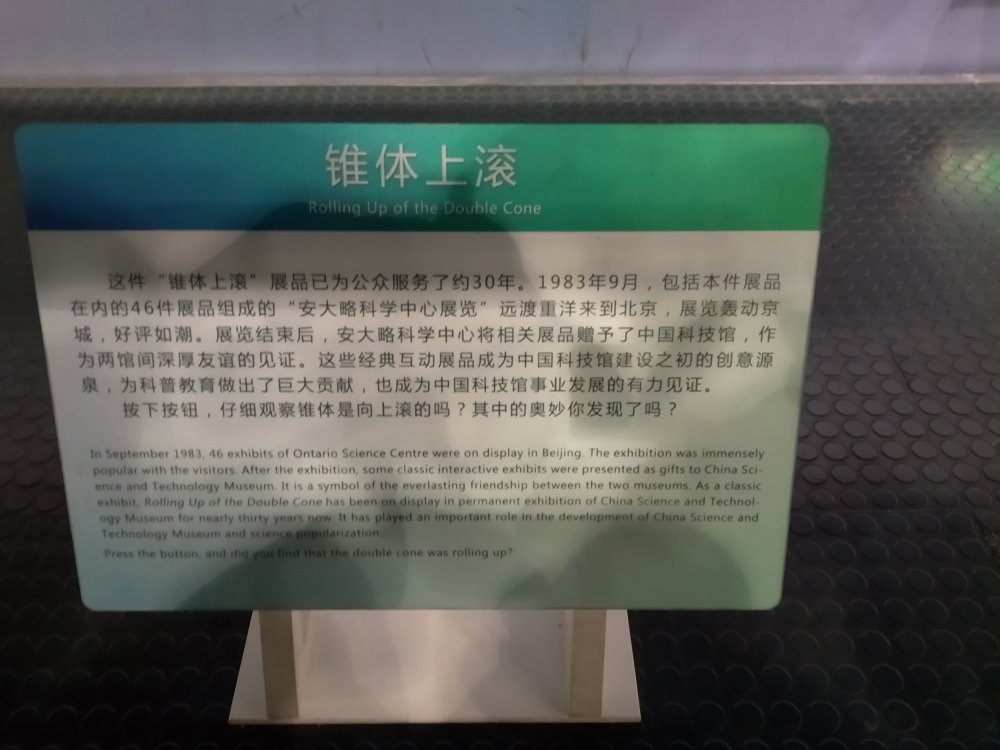 锥体上滚
Rolling Up of the Double Cone
这件“锥体上滚”展品已为公众服务了约30年。1983年9月，包括本件展品
在内的46件展品组成的“安大略科学中心展览”远渡重洋来到北京，展览轰动京
城，好评如潮。展览结束后，安大略科学中心将相关展品赠予了中国科技馆，作
为两馆间深厚友谊的见证。这些经典互动展品成为中国科技馆建设之初的创意源
泉，为科普教育做出了巨大贡献，也成为中国科技馆事业发展的有力见证。
按下按钮，仔细观察锥体是向上滚的吗？其中的奥妙你发现了吗？
In September 1983, 46 exhibits of Ontario Science Centre were on display in Beijing. The exhibition was immensely
popular with the visitors. After the exhibition, some classic interactive exhibits were presented as gifts to China Sci-
ence and Technology Museum. It is a symbol of the everlasting friendship between the two museums. As a classic
exhibit, Rolling Up of the Double Cone has been on display in permanent exhibition of China Science and Technol-
ogy Museum for nearly thirty years now. It has played an important role in the development of China Science and
Technology Museum and science popularization.
Press the button, and did you find that the double cone was rolling up?